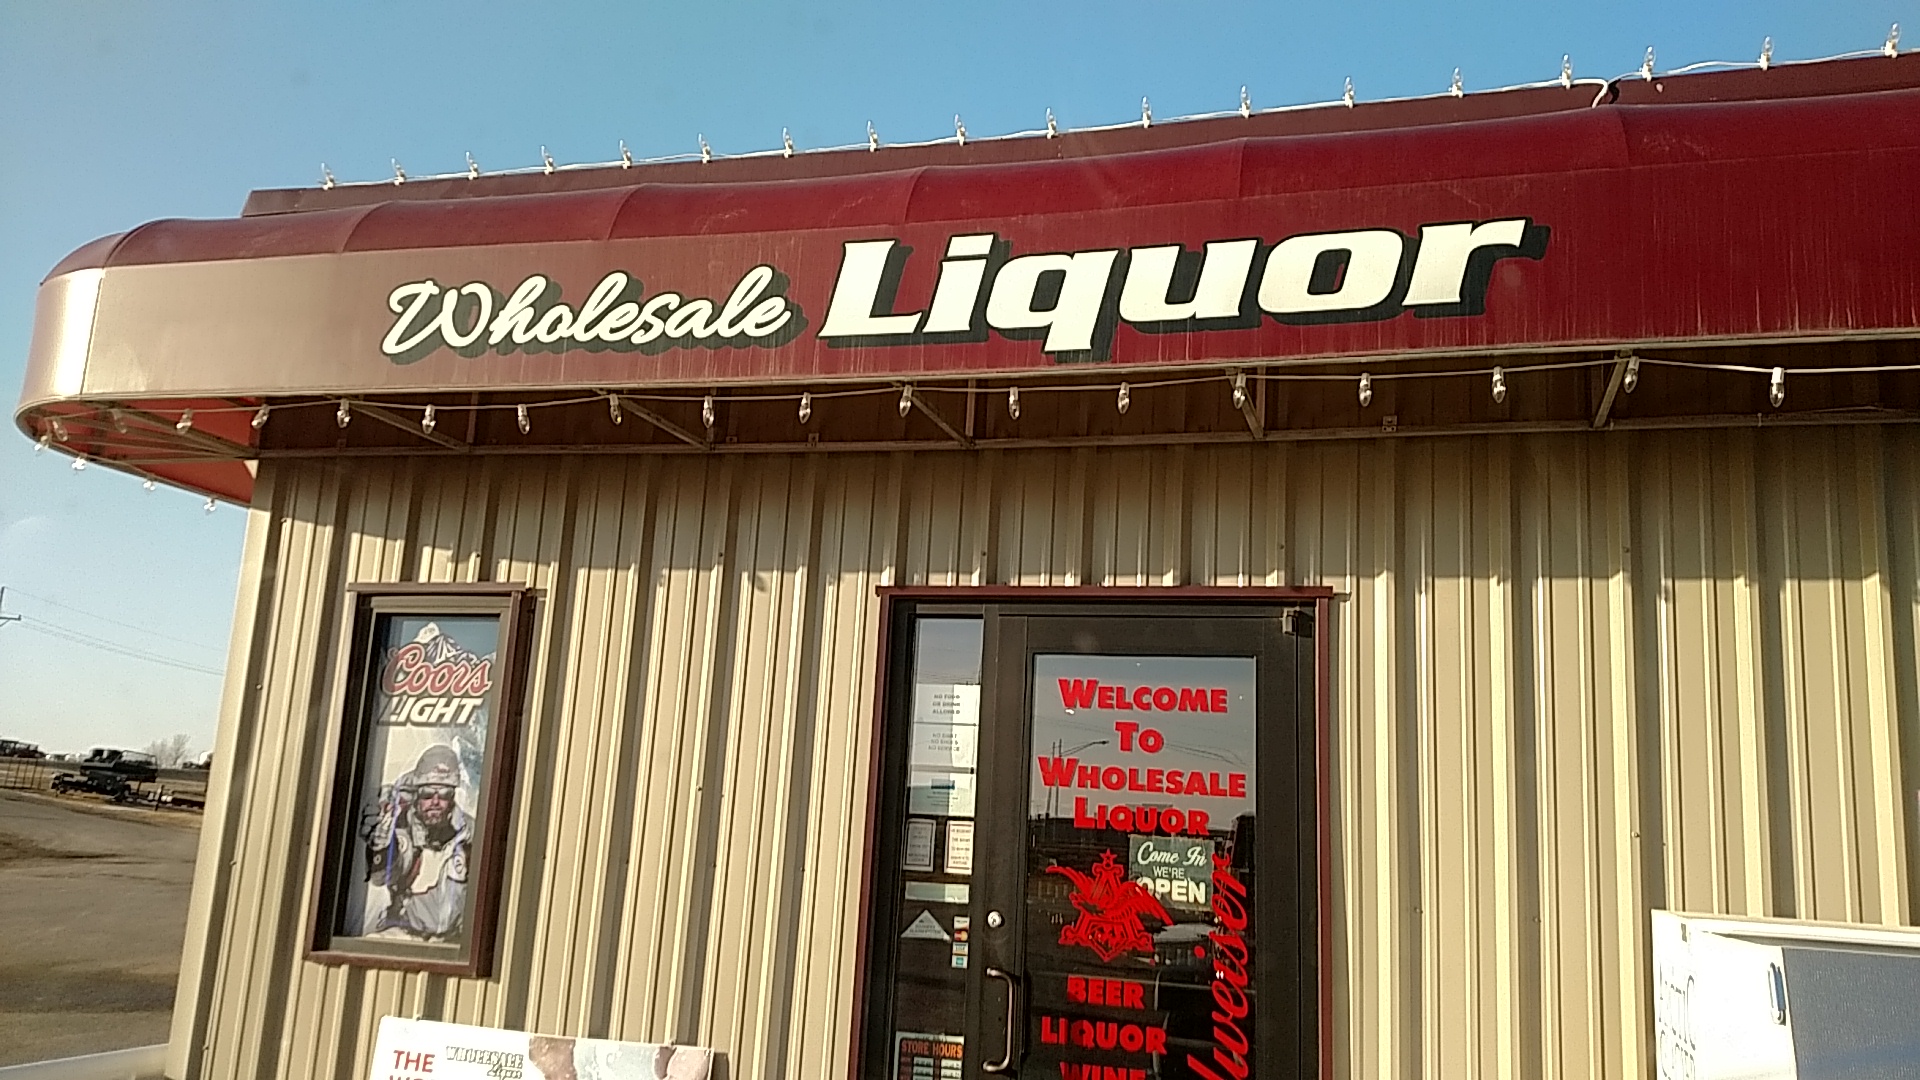 Wholesale Liquor
Coors
LIGHT
WELCOME
TO
WHOLESALE
LIQUOR
Come In
WE'RE
OPEN
BEER
LIQUOR
WINE
STORE HOURS
THE
WHOLESALE
Liquor